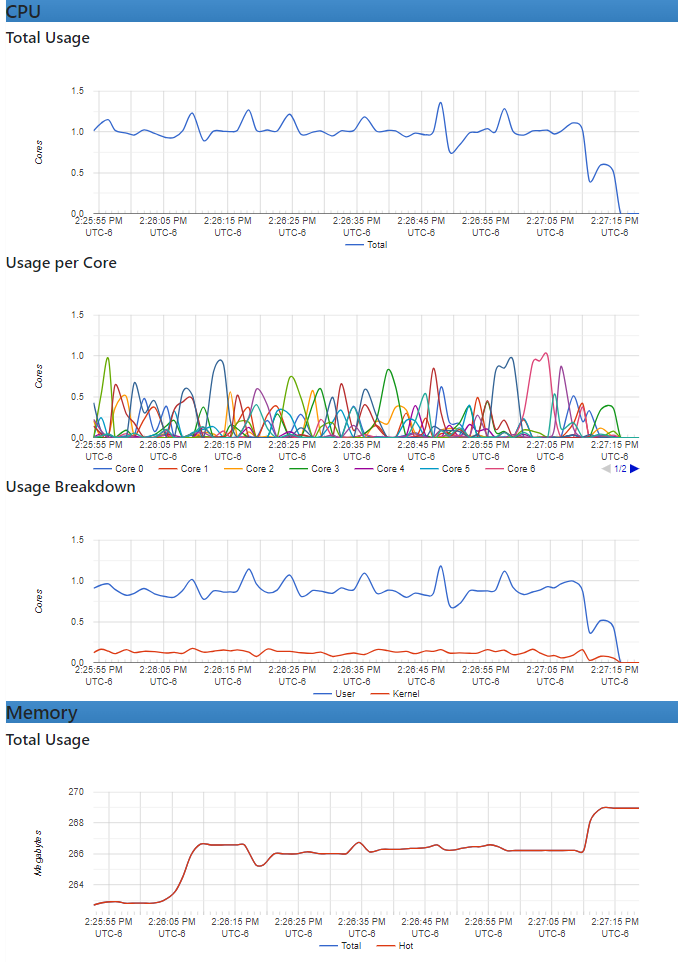 CPU
Total Usage
1.5
1.0
0.5
0.0
Cores
2:25:55 PM 2:26:05 PM 2:26:15 PM 2:26:25 PM 2:26:35 PM 2:26:45 PM 2:26:55 PM 2:27:05 PM 2:27:15 PM
UTC-6 UTC-6 UTC-6 UTC-6 UTC-6 UTC-6 UTC-6 UTC-6 UTC-6
Total
Usage per Core
1.5
1.0
0.5
0.0
Cores
2:25:55 PM 2:26:05 PM 2:26:15 PM 2:26:25 PM 2:26:35 PM 2:26:45 PM 2:26:55 PM 2:27:05 PM 2:27:15 PM
UTC-6 UTC-6 UTC-6 UTC-6 UTC-6 UTC-6 UTC-6 UTC-6 UTC-6
Core 0 Core 1 Core 2 Core 3 Core 4 Core 5 Core 6 1/2
Usage Breakdown
1.5
1.0
0.5
0.0
Cores
2:25:55 PM 2:26:05 PM 2:26:15 PM 2:26:25 PM 2:26:35 PM 2:26:45 PM 2:26:55 PM 2:27:05 PM 2:27:15 PM
UTC-6 UTC-6 UTC-6 UTC-6 UTC-6 UTC-6 UTC-6 UTC-6 UTC-6
User Kernel
Memory
Total Usage
270
268
266
264
Megabytes
2:25:55 PM 2:26:05 PM 2:26:15 PM 2:26:25 PM 2:26:35 PM 2:26:45 PM 2:26:55 PM 2:27:05 PM 2:27:15 PM
UTC-6 UTC-6 UTC-6 UTC-6 UTC-6 UTC-6 UTC-6 UTC-6 UTC-6
Total Hot